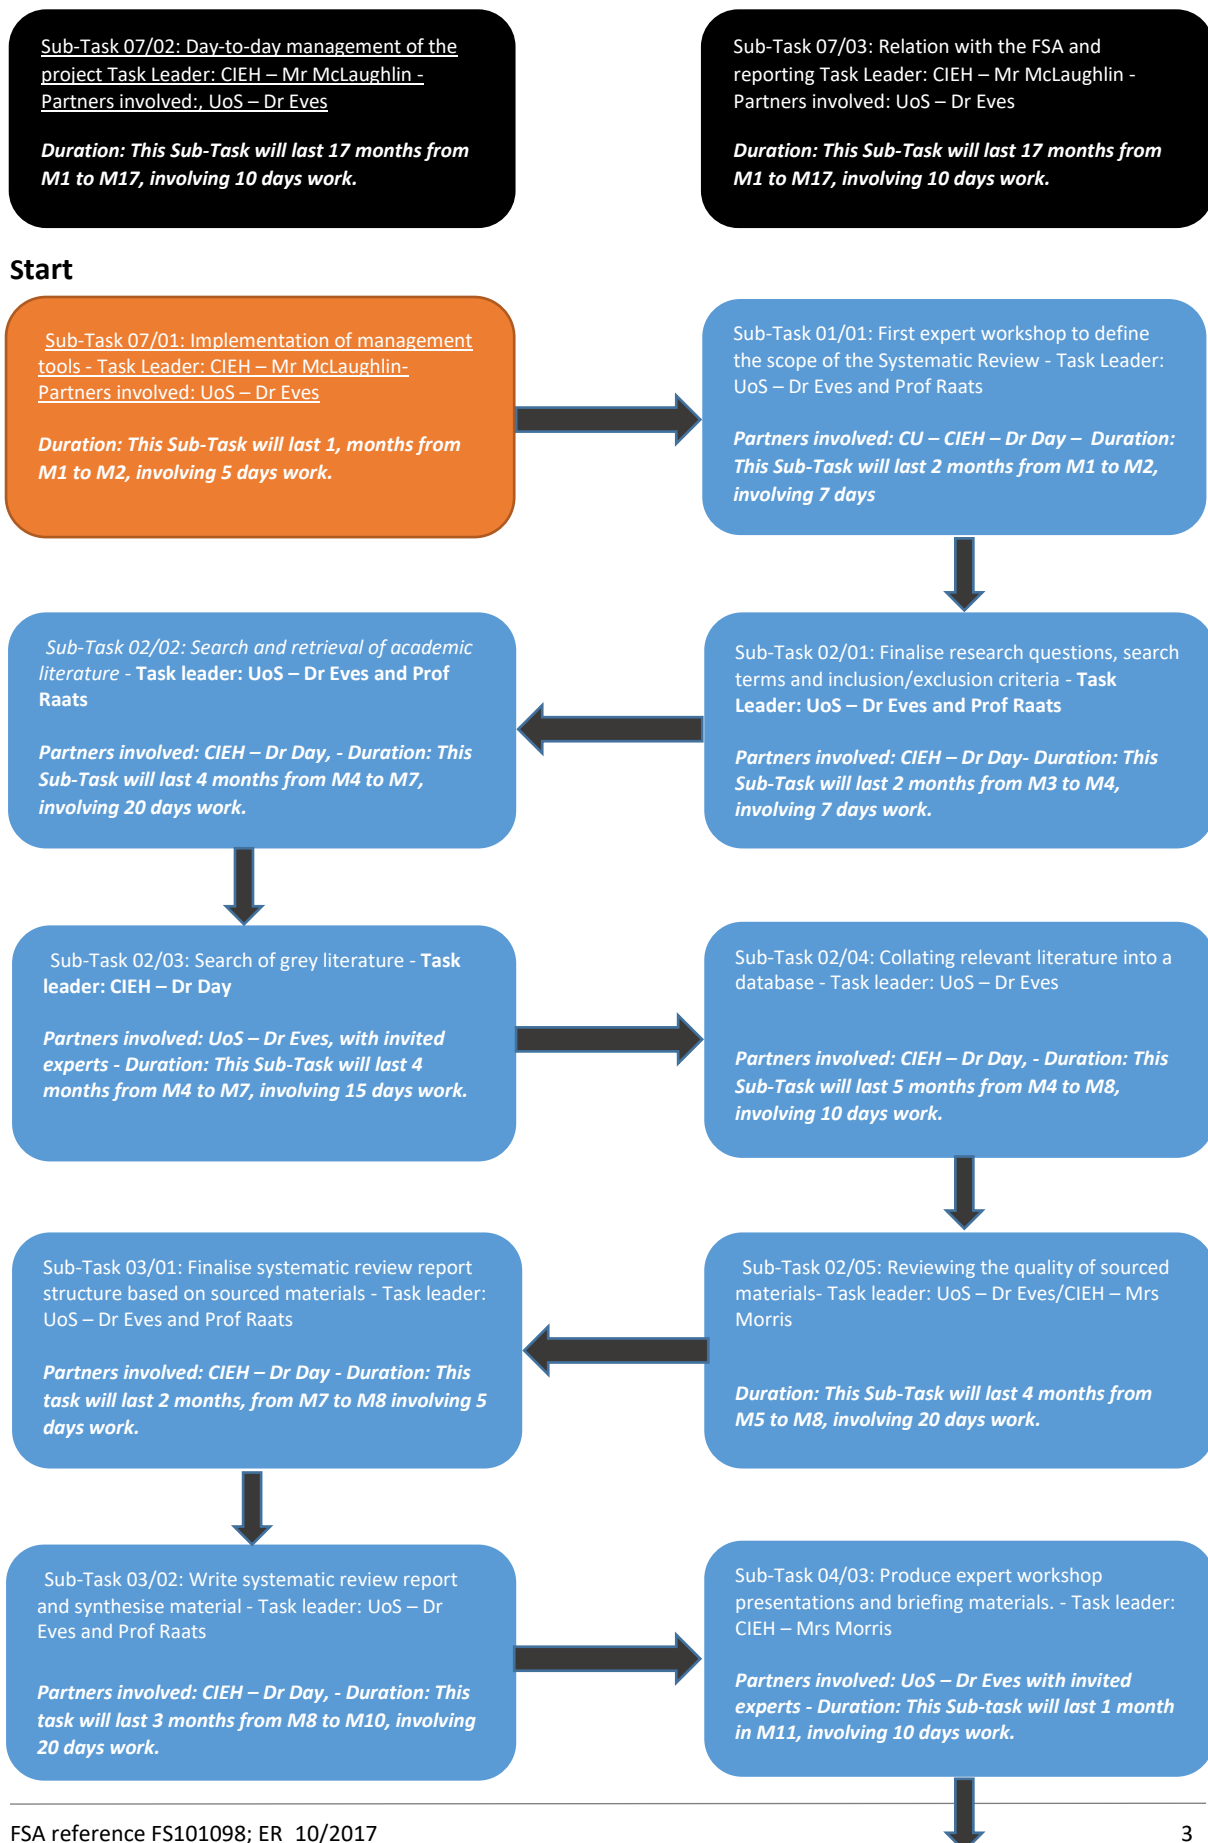 Sub-Task 07/02: Day-to-day management of the
project Task Leader: CIEH – Mr McLaughlin -
Partners involved:, UoS – Dr Eves
Duration: This Sub-Task will last 17 months from
M1 to M17, involving 10 days work.
Sub-Task 07/03: Relation with the FSA and
reporting Task Leader: CIEH – Mr McLaughlin -
Partners involved: UoS – Dr Eves
Duration: This Sub-Task will last 17 months from
M1 to M17, involving 10 days work.
Start
Sub-Task 07/01: Implementation of management
tools - Task Leader: CIEH – Mr McLaughlin-
Partners involved: UoS – Dr Eves
Duration: This Sub-Task will last 1, months from
M1 to M2, involving 5 days work.
Sub-Task 01/01: First expert workshop to define
the scope of the Systematic Review - Task Leader:
UoS – Dr Eves and Prof Raats
Partners involved: CU – CIEH – Dr Day – Duration:
This Sub-Task will last 2 months from M1 to M2,
involving 7 days
Sub-Task 02/02: Search and retrieval of academic
literature - Task leader: UoS – Dr Eves and Prof
Raats
Partners involved: CIEH – Dr Day, - Duration: This
Sub-Task will last 4 months from M4 to M7,
involving 20 days work.
Sub-Task 02/01: Finalise research questions, search
terms and inclusion/exclusion criteria - Task
Leader: UoS – Dr Eves and Prof Raats
Partners involved: CIEH – Dr Day- Duration: This
Sub-Task will last 2 months from M3 to M4,
involving 7 days work.
Sub-Task 02/03: Search of grey literature - Task
leader: CIEH – Dr Day
Partners involved: UoS – Dr Eves, with invited
experts - Duration: This Sub-Task will last 4
months from M4 to M7, involving 15 days work.
Sub-Task 02/04: Collating relevant literature into a
database - Task leader: UoS – Dr Eves
Partners involved: CIEH – Dr Day, - Duration: This
Sub-Task will last 5 months from M4 to M8,
involving 10 days work.
Sub-Task 03/01: Finalise systematic review report
structure based on sourced materials - Task leader:
UoS – Dr Eves and Prof Raats
Partners involved: CIEH – Dr Day - Duration: This
task will last 2 months, from M7 to M8 involving 5
days work.
Sub-Task 02/05: Reviewing the quality of sourced
materials- Task leader: UoS – Dr Eves/CIEH – Mrs
Morris
Duration: This Sub-Task will last 4 months from
M5 to M8, involving 20 days work.
Sub-Task 03/02: Write systematic review report
and synthesise material - Task leader: UoS – Dr
Eves and Prof Raats
Partners involved: CIEH – Dr Day, - Duration: This
task will last 3 months from M8 to M10, involving
20 days work.
Sub-Task 04/03: Produce expert workshop
presentations and briefing materials. - Task leader:
CIEH – Mrs Morris
Partners involved: UoS – Dr Eves with invited
experts - Duration: This Sub-task will last 1 month
in M11, involving 10 days work.
FSA reference FS101098; ER 10/2017
3